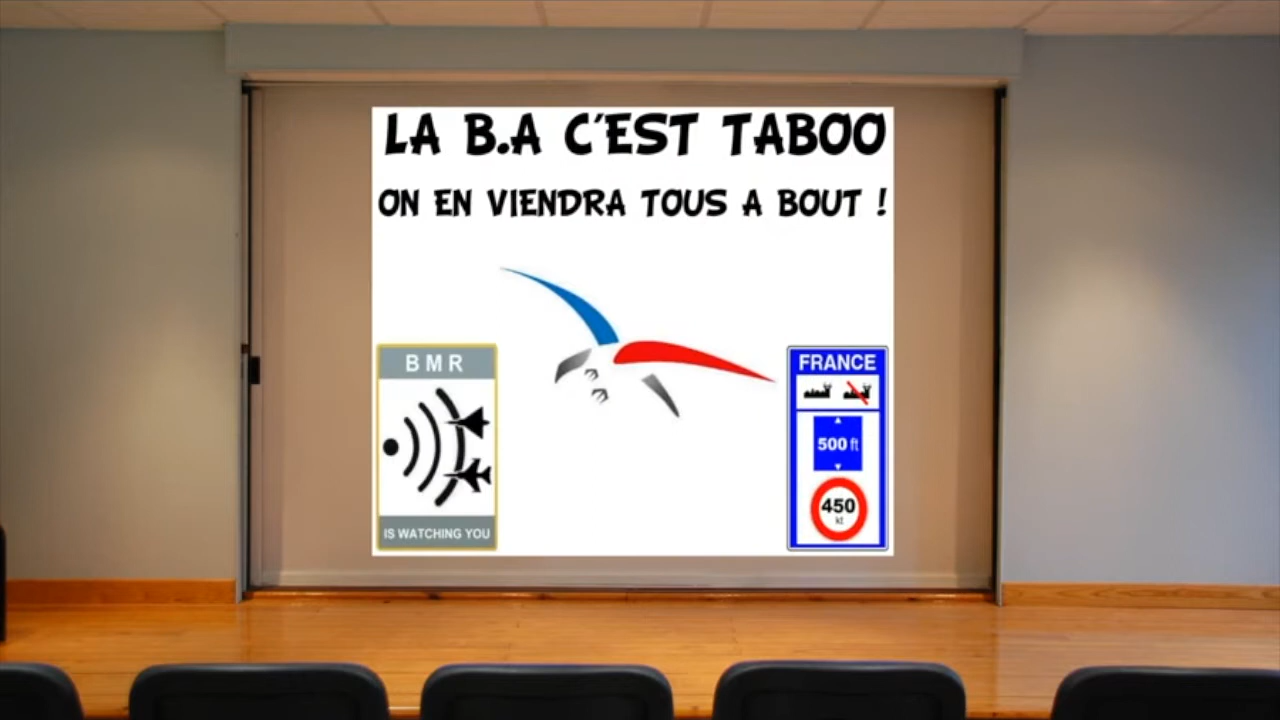 LA B.A C'EST TABOO
ON EN VIENDRA TOUS A BOUT !
BMR
IS WATCHING YOU
FRANCE
500 ft
450
kt